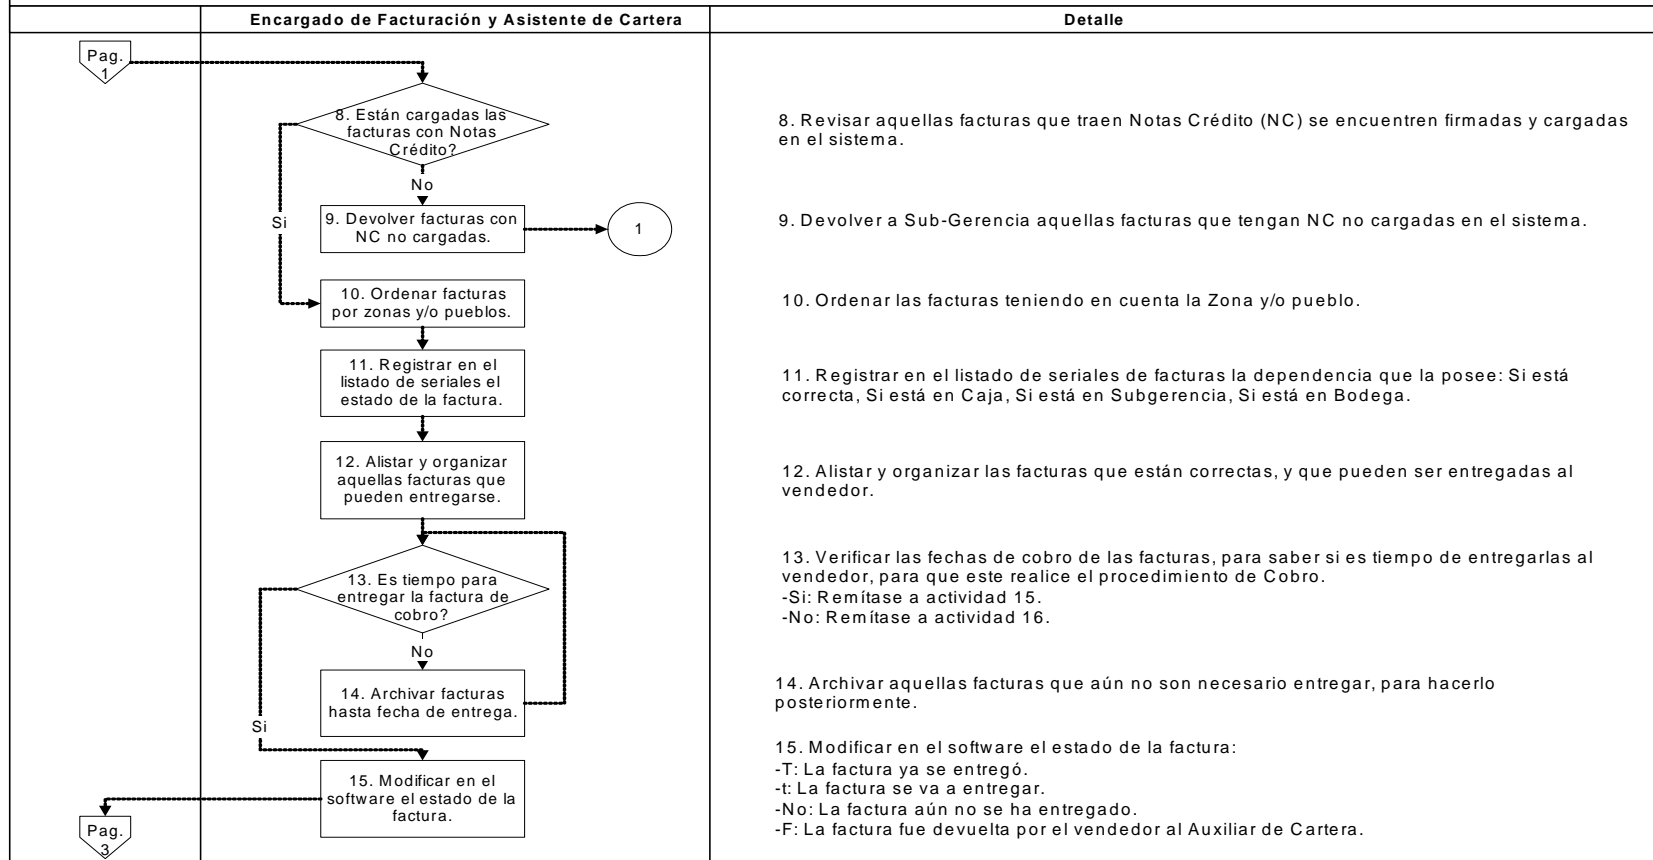 Encargado de Facturación y Asistente de Cartera
Detalle
Pag.
1
8. Están cargadas las
facturas con Notas
Crédito?
No
Si
9. Devolver facturas con
NC no cargadas.
1
10. Ordenar facturas
por zonas y/o pueblos.
11. Registrar en el
listado de seriales el
estado de la factura.
12. Alistar y organizar
aquellas facturas que
pueden entregarse.
13. Es tiempo para
entregar la factura de
cobro?
No
14. Archivar facturas
hasta fecha de entrega.
Si
15. Modificar en el
software el estado de la
factura.
Pag.
3
8. Revisar aquellas facturas que traen Notas Crédito (NC) se encuentren firmadas y cargadas
en el sistema.
9. Devolver a Sub-Gerencia aquellas facturas que tengan NC no cargadas en el sistema.
10. Ordenar las facturas teniendo en cuenta la Zona y/o pueblo.
11. Registrar en el listado de seriales de facturas la dependencia que la posee: Si está
correcta, Si está en Caja, Si está en Subgerencia, Si está en Bodega.
12. Alistar y organizar las facturas que están correctas, y que pueden ser entregadas al
vendedor.
13. Verificar las fechas de cobro de las facturas, para saber si es tiempo de entregarlas al
vendedor, para que este realice el procedimiento de Cobro.
-Si: Remítase a actividad 15.
-No: Remítase a actividad 16.
14. Archivar aquellas facturas que aún no son necesario entregar, para hacerlo
posteriormente.
15. Modificar en el software el estado de la factura:
-T: La factura ya se entregó.
-t: La factura se va a entregar.
-No: La factura aún no se ha entregado.
-F: La factura fue devuelta por el vendedor al Auxiliar de Cartera.